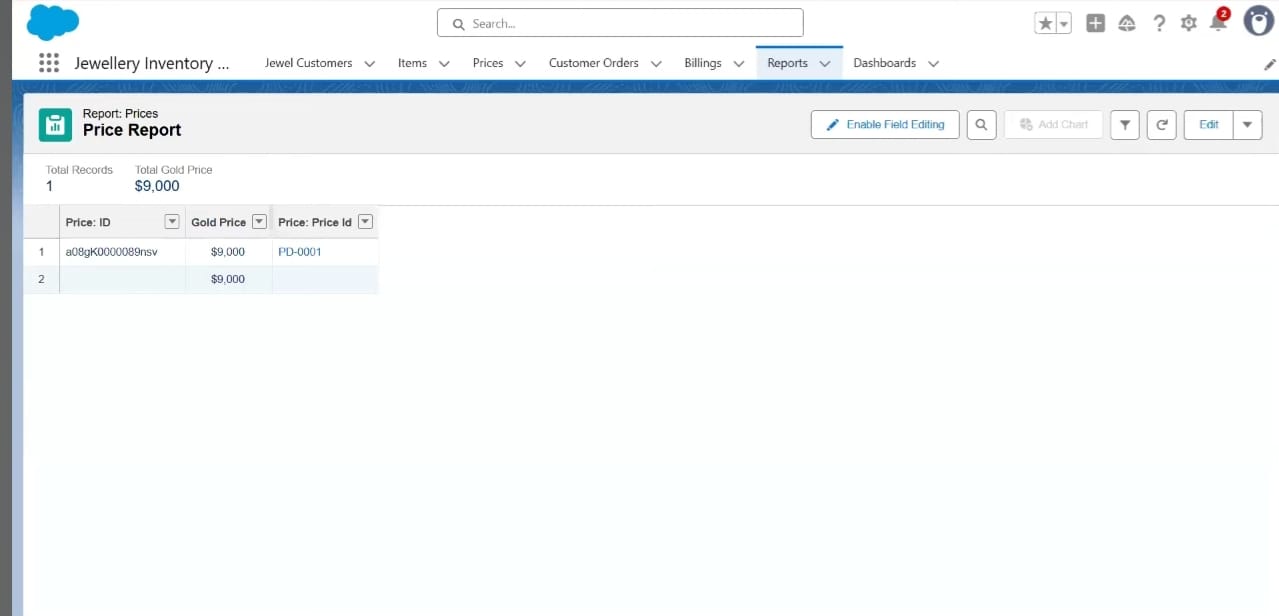 Search...
2
Jewellery Inventory ...
Jewel Customers
Items
Prices
Customer Orders
Billings
Reports
Dashboards
Report: Prices
Price Report
Enable Field Editing
Add Chart
Edit
Total Records
Total Gold Price
1
$9,000
Price: ID
Gold Price
Price: Price Id
1
a08gK0000089nsv
$9,000
PD-0001
2
$9,000